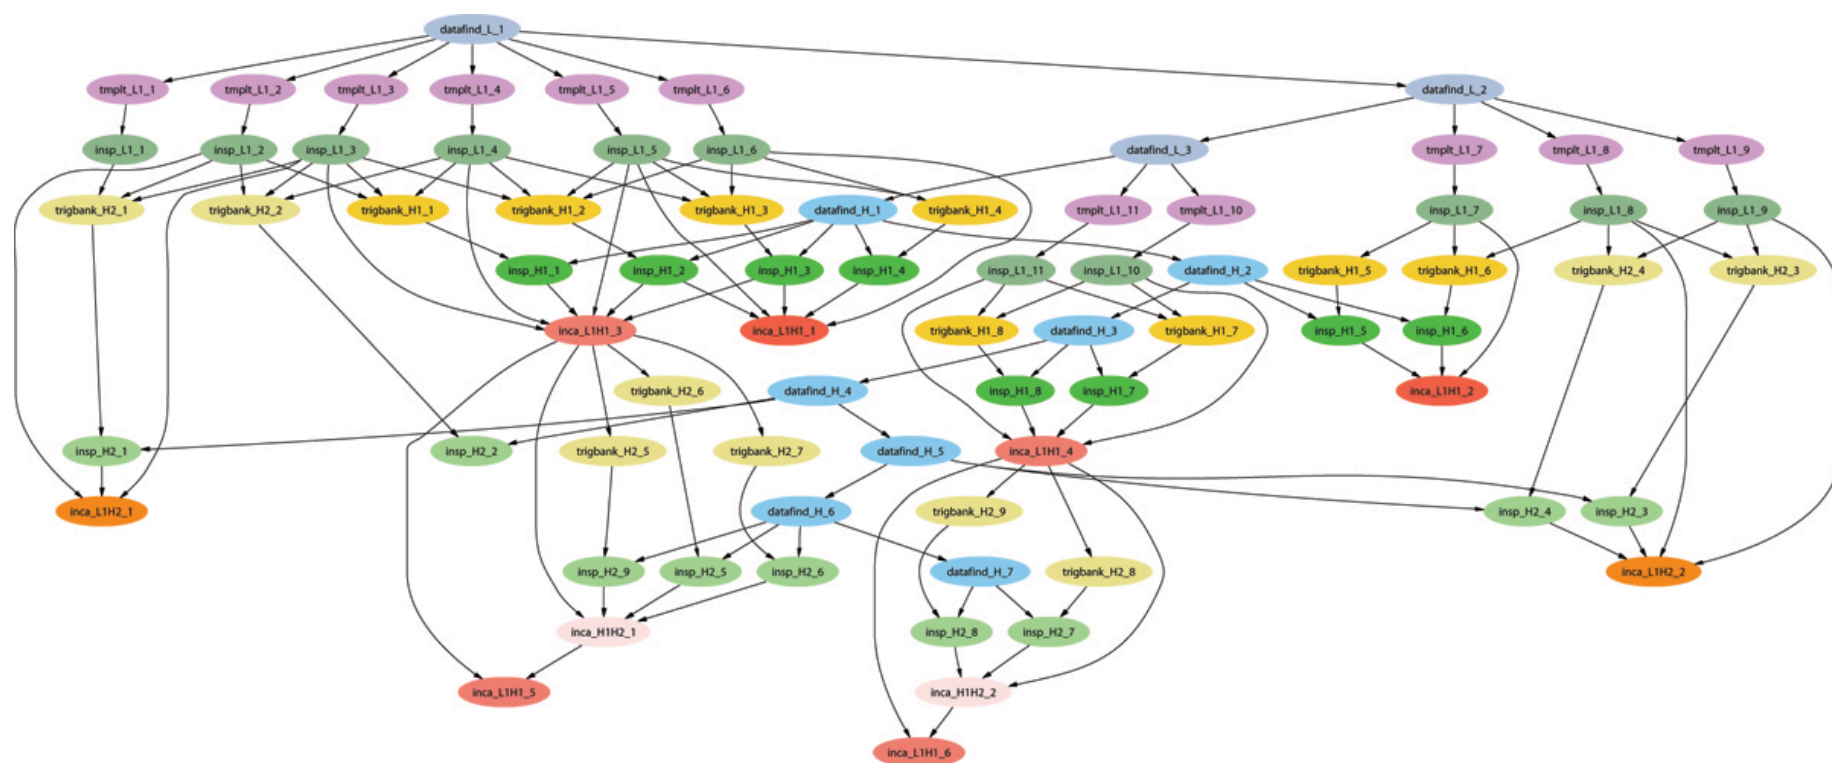 datafind_L_1
tmplt_L1_1 tmplt_L1_2 tmplt_L1_3 tmplt_L1_4 tmplt_L1_5 tmplt_L1_6 datafind_L_2
insp_L1_1 insp_L1_2 insp_L1_3 insp_L1_4 insp_L1_5 insp_L1_6 datafind_L_3 tmplt_L1_7 tmplt_L1_8 tmplt_L1_9
trigbank_H2_1 trigbank_H2_2 trigbank_H1_1 trigbank_H1_2 trigbank_H1_3 datafind_H_1 trigbank_H1_4 tmplt_L1_11 tmplt_L1_10 insp_L1_7 insp_L1_8 insp_L1_9
insp_H1_1 insp_H1_2 insp_H1_3 insp_H1_4 insp_L1_11 insp_L1_10 datafind_H_2 trigbank_H1_5 trigbank_H1_6 trigbank_H2_4 trigbank_H2_3
inca_L1H1_3 inca_L1H1_1 trigbank_H1_8 datafind_H_3 trigbank_H1_7 insp_H1_5 insp_H1_6
trigbank_H2_6 datafind_H_4 insp_H1_8 insp_H1_7 inca_L1H1_2
insp_H2_1 insp_H2_2 trigbank_H2_5 trigbank_H2_7 datafind_H_5 inca_L1H1_4
inca_L1H2_1 datafind_H_6 trigbank_H2_9 insp_H2_4 insp_H2_3
insp_H2_9 insp_H2_5 insp_H2_6 datafind_H_7 trigbank_H2_8 inca_L1H2_2
inca_H1H2_1 insp_H2_8 insp_H2_7
inca_L1H1_5 inca_H1H2_2
inca_L1H1_6